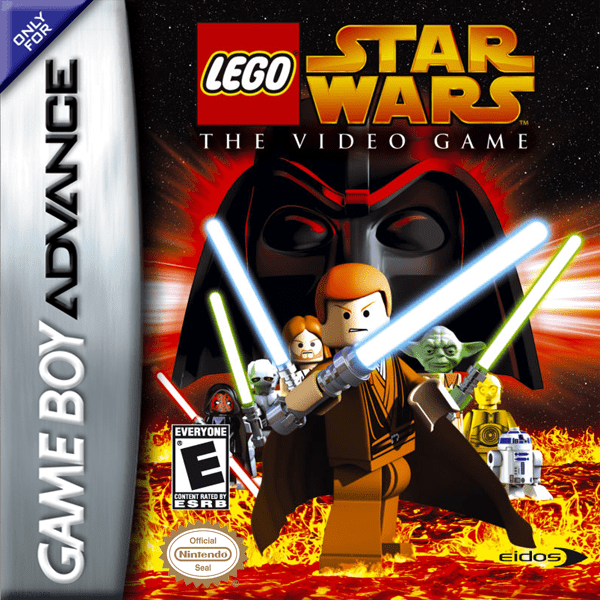 ONLY
FOR
GAME BOY ADVANCE
LEGO
STAR
WARS
TM
THE VIDEO GAME
EVERYONE
E
®
CONTENT RATED BY
ESRB
Official
Nintendo
Seal
eidos